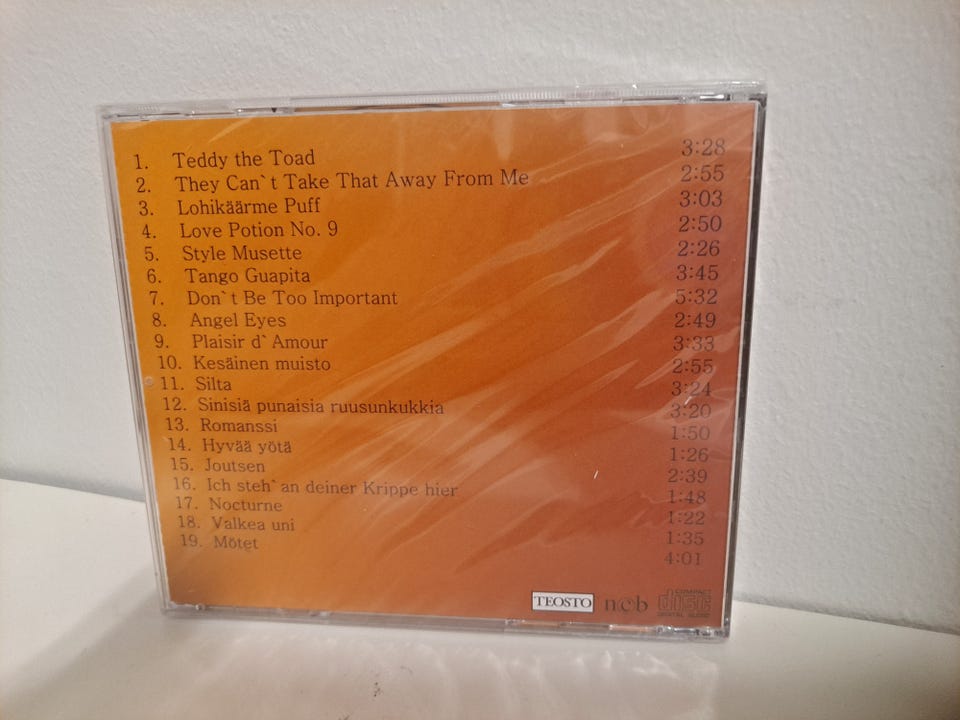 1. Teddy the Toad 3:28
2. They Can`t Take That Away From Me 2:55
3. Lohikäärme Puff 3:03
4. Love Potion No. 9 2:50
5. Style Musette 2:26
6. Tango Guapita 3:45
7. Don`t Be Too Important 5:32
8. Angel Eyes 2:49
9. Plaisir d`Amour 3:33
10. Kesäinen muisto 2:55
11. Silta 3:24
12. Sinisiä punaisia ruusunkukkia 3:20
13. Romanssi 1:50
14. Hyvää yötä 1:26
15. Joutsen 2:39
16. Ich steh`an deiner Krippe hier 1:48
17. Nocturne 1:22
18. Valkea uni 1:35
19. Mötet 4:01
TEOSTO ncb COMPACT disc DIGITAL AUDIO